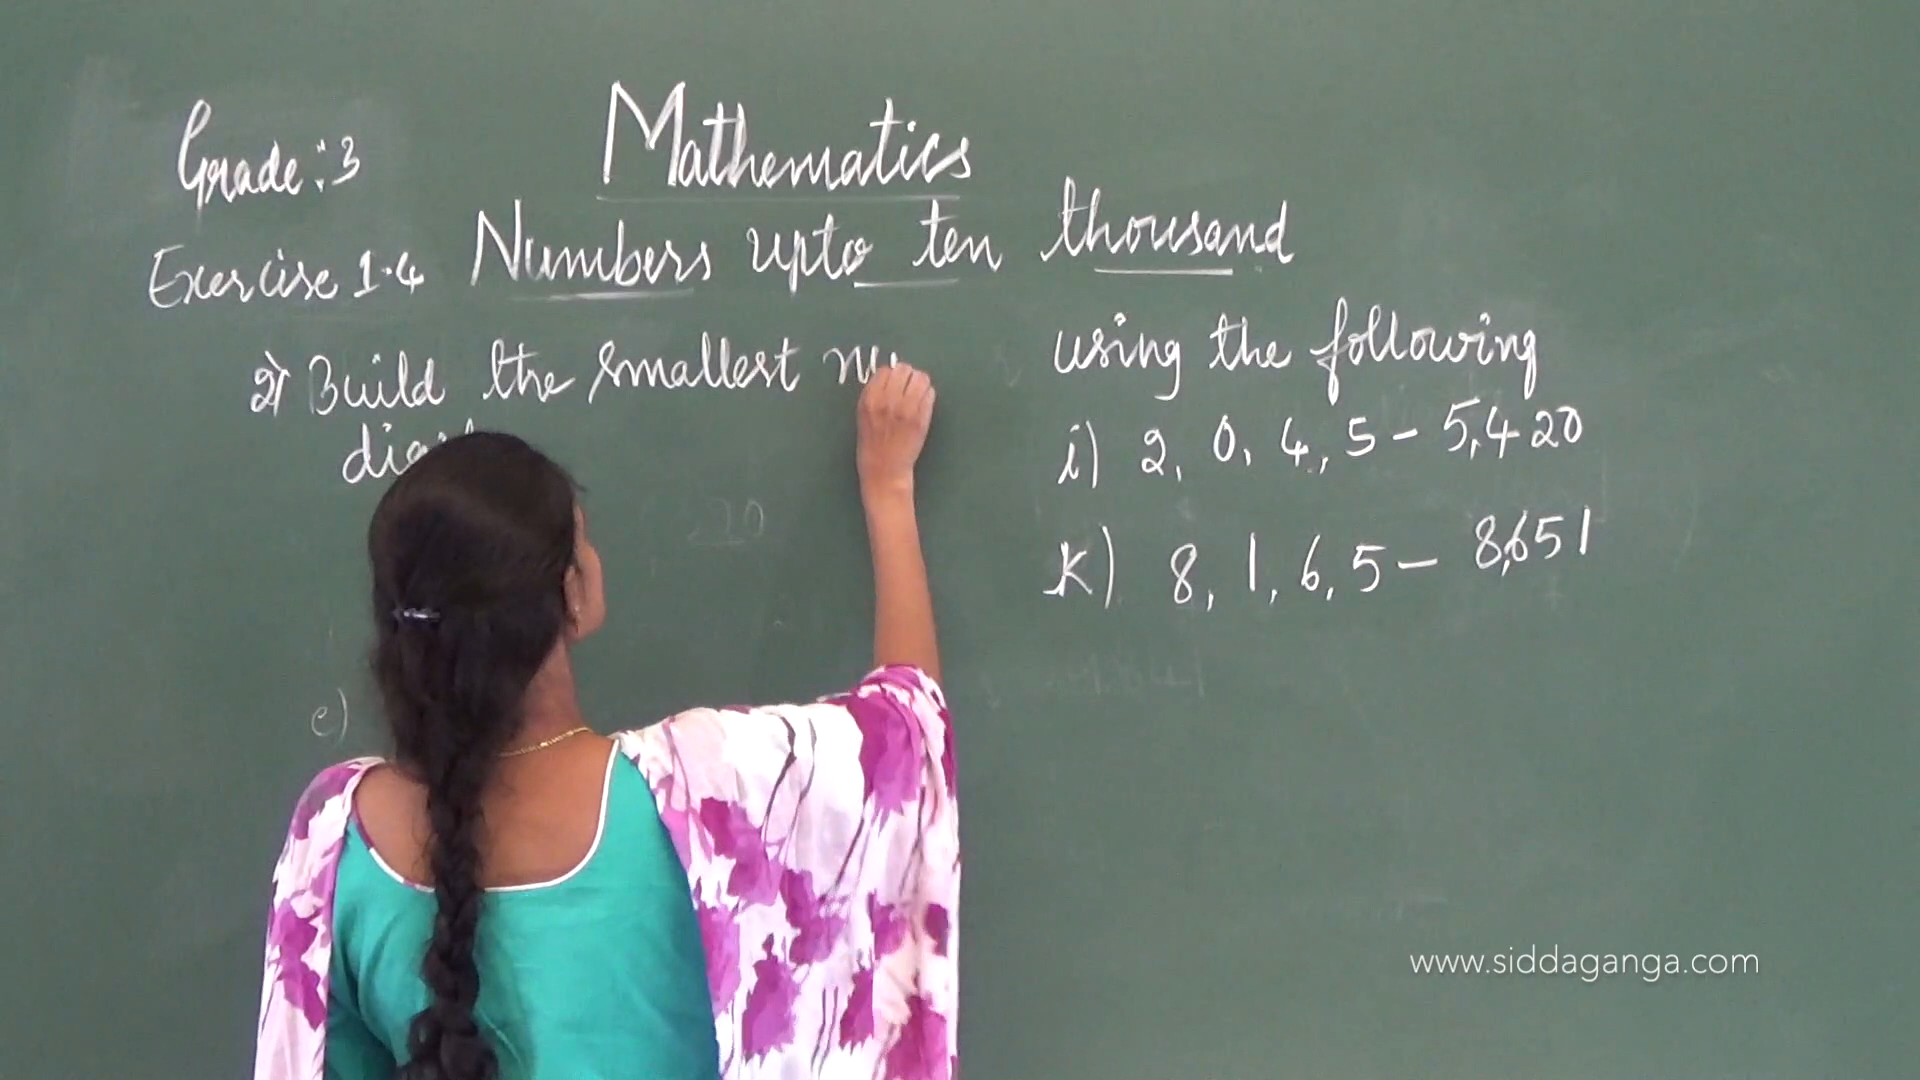 Grade : 3
Mathematics
Exercise 1.4 Numbers upto ten thousand
2) Build the smallest using the following
i) 2, 0, 4, 5 - 5,420
k) 8, 1, 6, 5 - 8,651
e)
www.siddaganga.com